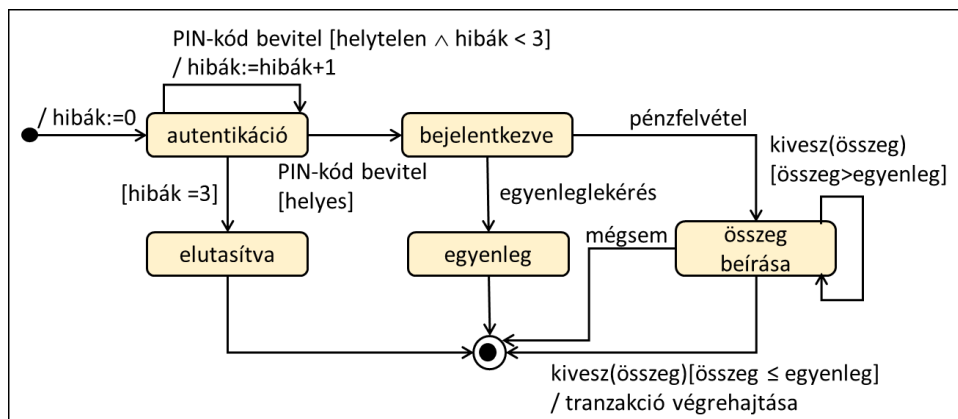 PIN-kód bevitel [helytelen ∧ hibák < 3]
/ hibák:=hibák+1
/ hibák:=0
autentikáció
bejelentkezve
pénzfelvétel
kivesz(összeg)
[összeg>egyenleg]
PIN-kód bevitel
[helyes]
[hibák =3]
egyenleglekérés
elutasítva
egyenleg
mégsem
összeg
beírása
kivesz(összeg)[összeg ≤ egyenleg]
/ tranzakció végrehajtása